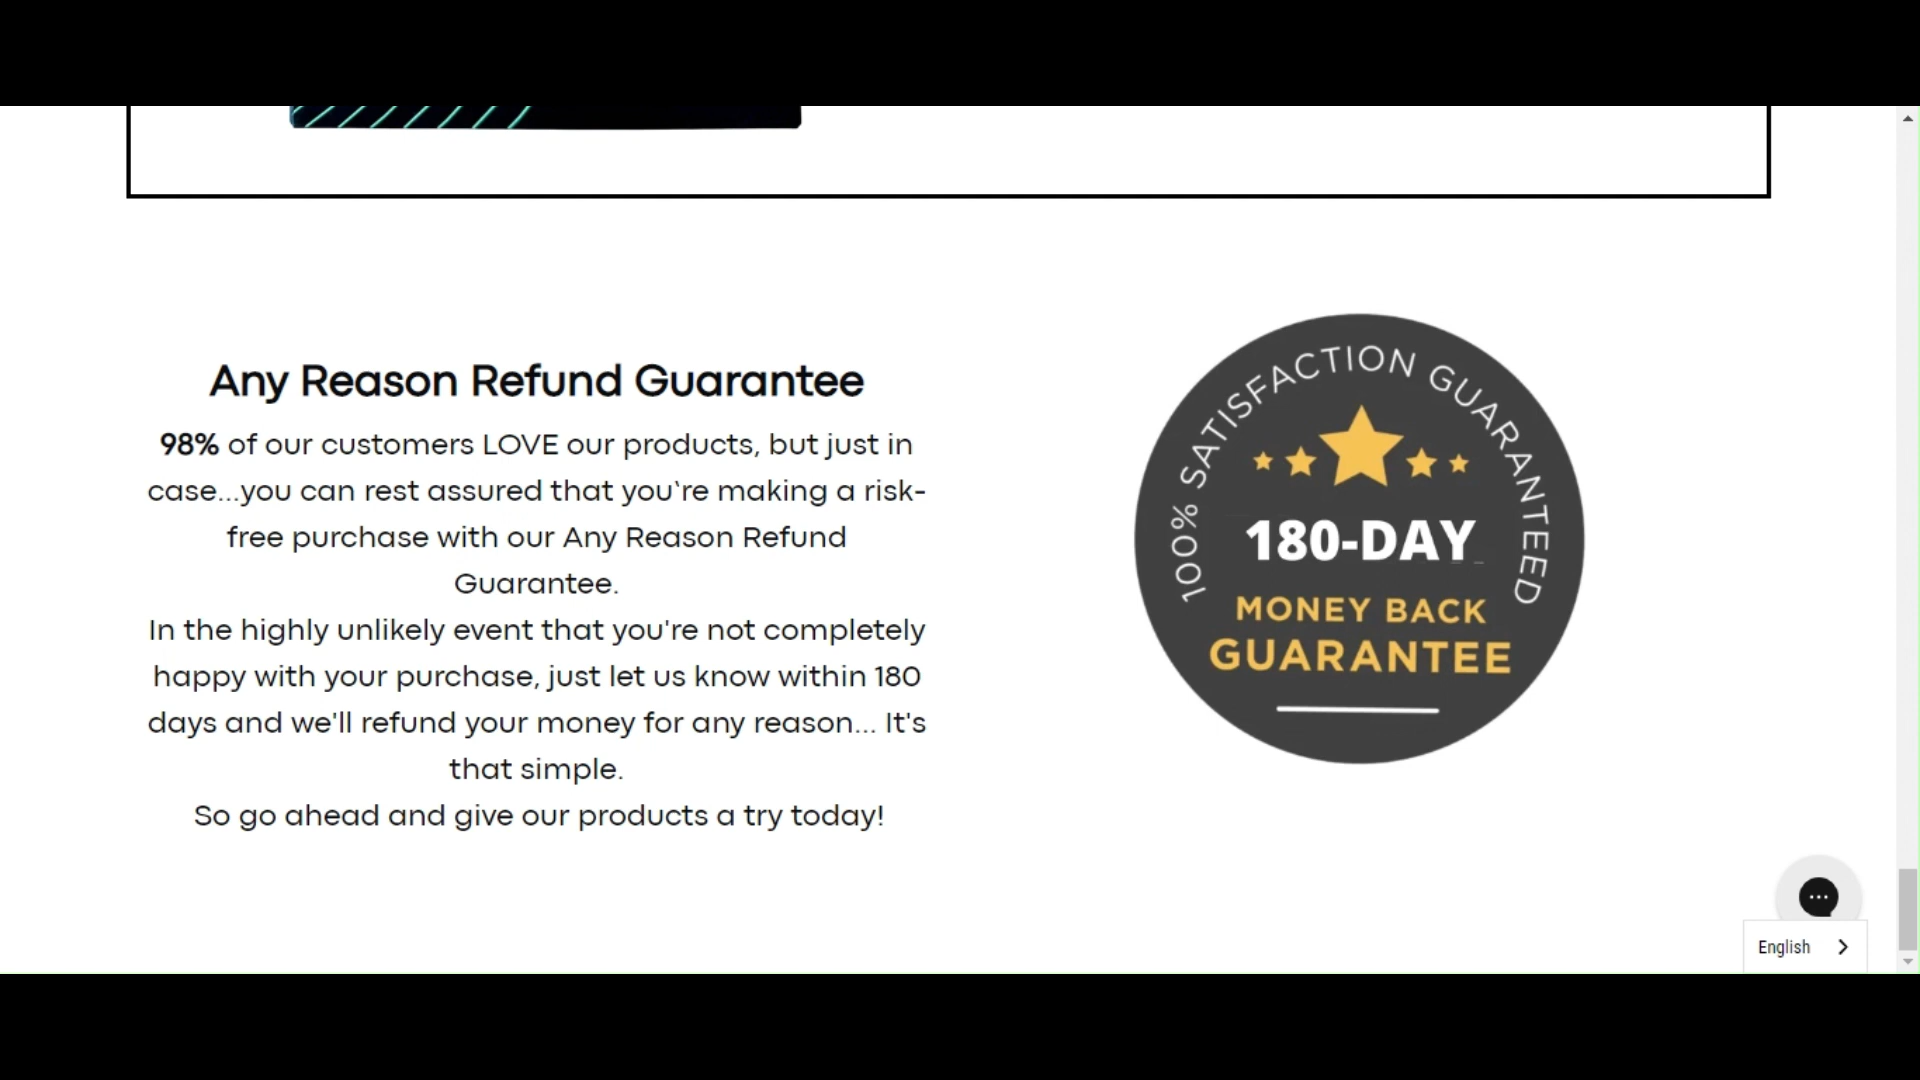 Any Reason Refund Guarantee
98% of our customers LOVE our products, but just in
case...you can rest assured that you‵re making a risk-
free purchase with our Any Reason Refund
Guarantee.
In the highly unlikely event that you're not completely
happy with your purchase, just let us know within 180
days and we'll refund your money for any reason... It's
that simple.
So go ahead and give our products a try today!
100% SATISFACTION GUARANTEED
180-DAY
MONEY BACK
GUARANTEE
English